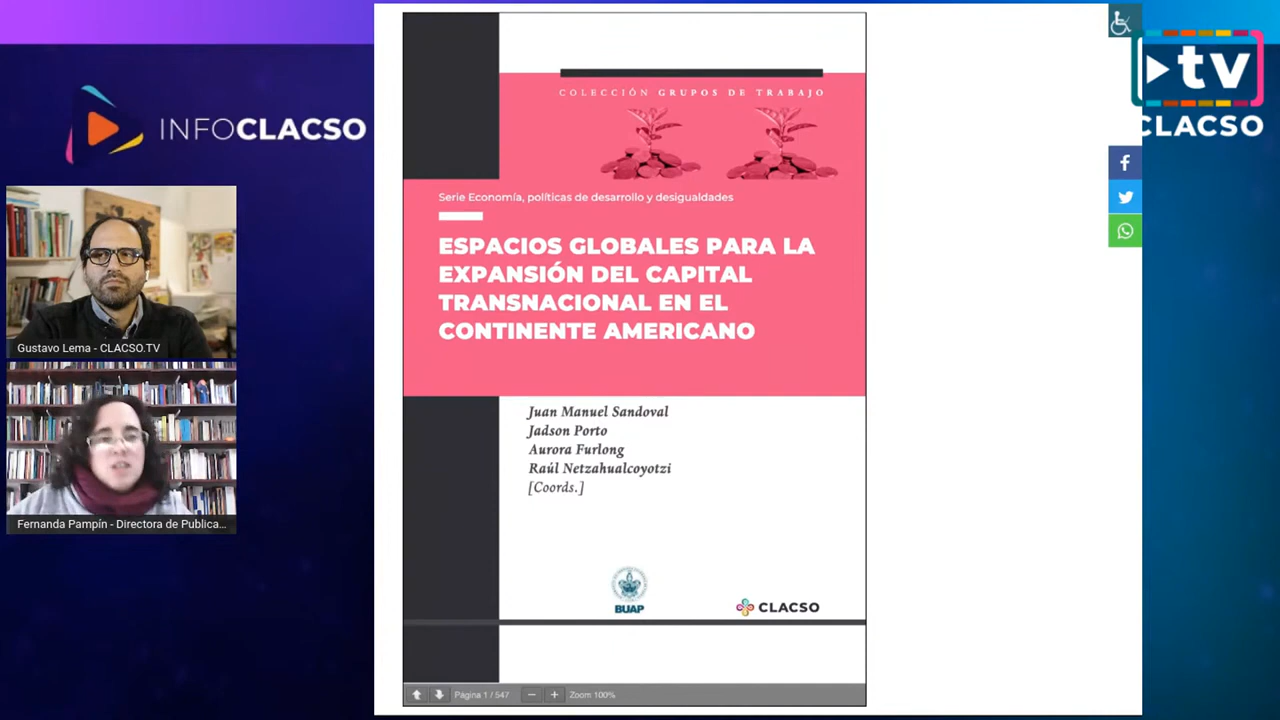 INFOCLACSO
Gustavo Lema - CLACSO.TV
Fernanda Pampín - Directora de Publica...
COLECCIÓN GRUPOS DE TRABAJO
Serie Economía, políticas de desarrollo y desigualdades
ESPACIOS GLOBALES PARA LA
EXPANSIÓN DEL CAPITAL
TRANSNACIONAL EN EL
CONTINENTE AMERICANO
Juan Manuel Sandoval
Jadson Porto
Aurora Furlong
Raúl Netzahualcoyotzi
[Coords.]
BUAP
CLACSO
Página 1 / 547
Zoom 100%
tv
CLACSO